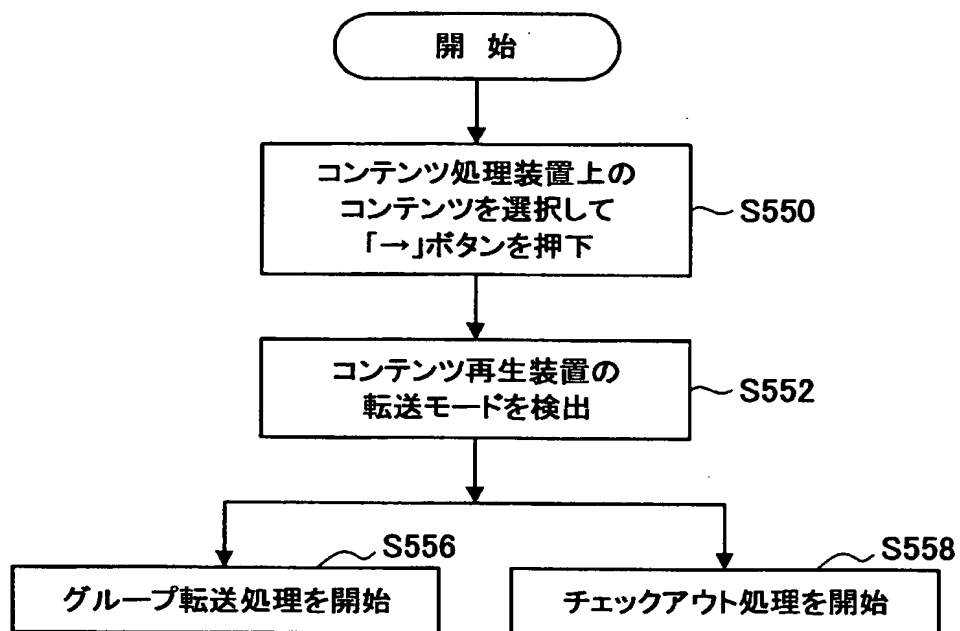 開 始
コンテンツ処理装置上の
コンテンツを選択して
「→」ボタンを押下
S550
コンテンツ再生装置の
転送モードを検出
S552
S556
グループ転送処理を開始
S558
チェックアウト処理を開始